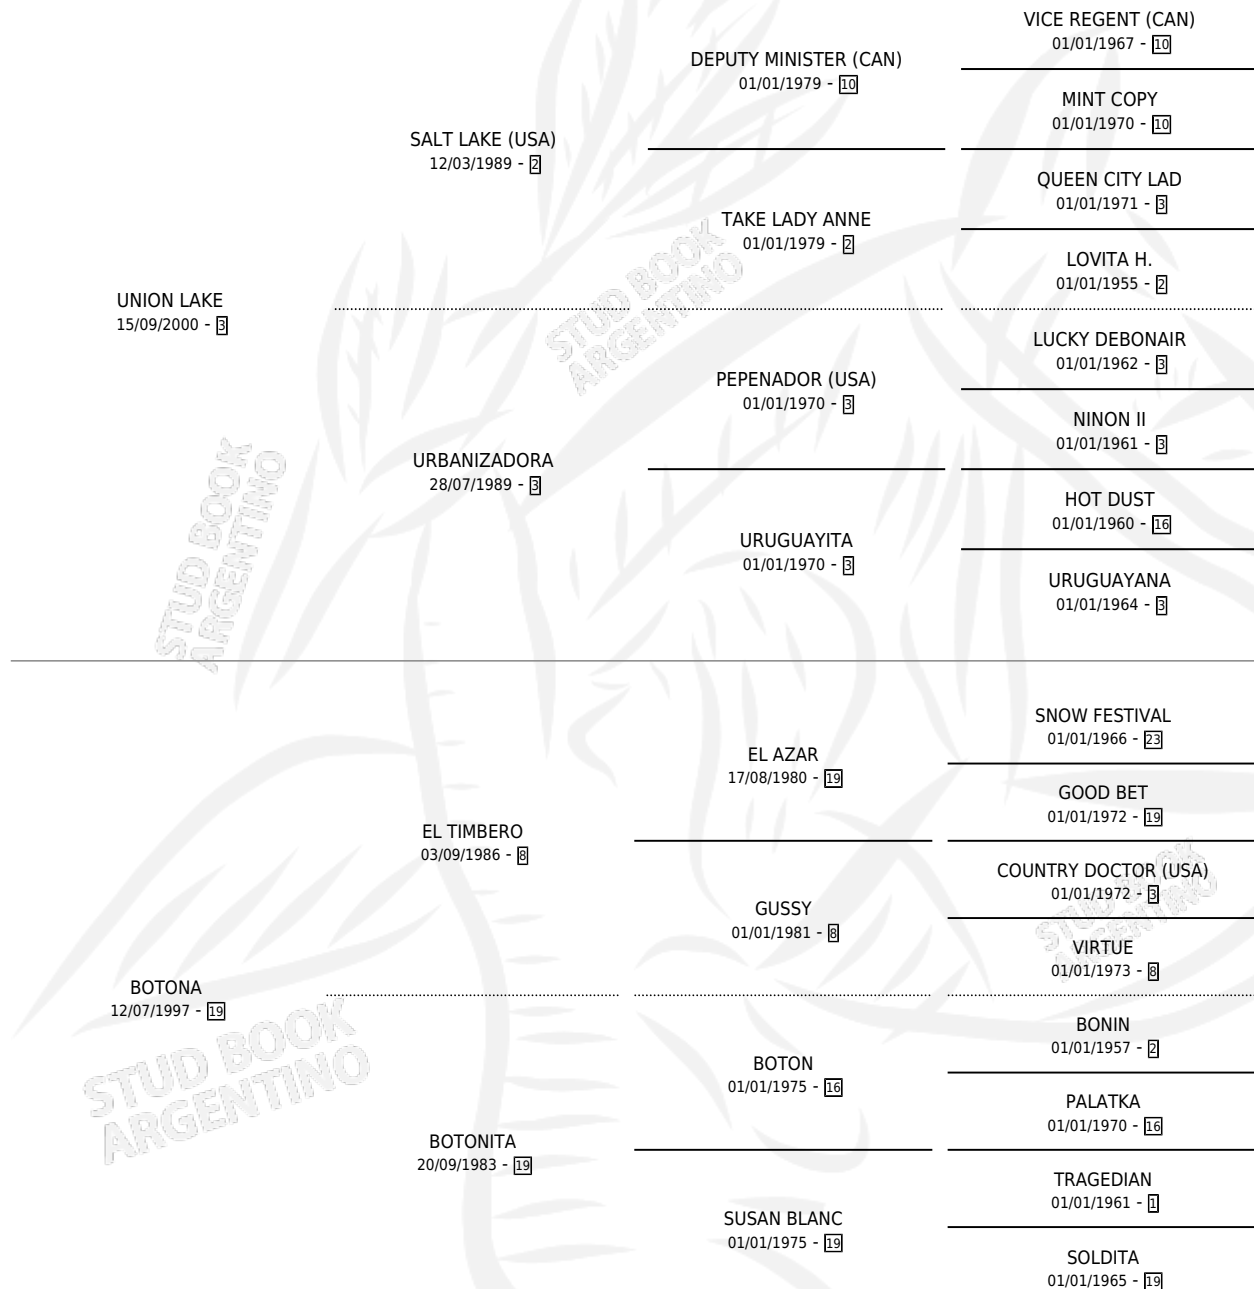 VICE REGENT (CAN)
01/01/1967 - 10
DEPUTY MINISTER (CAN)
01/01/1979 - 10
MINT COPY
01/01/1970 - 10
SALT LAKE (USA)
12/03/1989 - 2
QUEEN CITY LAD
01/01/1971 - 3
TAKE LADY ANNE
01/01/1979 - 2
LOVITA H.
01/01/1955 - 2
UNION LAKE
15/09/2000 - 3
LUCKY DEBONAIR
01/01/1962 - 3
PEPENADOR (USA)
01/01/1970 - 3
NINON II
01/01/1961 - 3
URBANIZADORA
28/07/1989 - 3
HOT DUST
01/01/1960 - 16
URUGUAYITA
01/01/1970 - 3
URUGUAYANA
01/01/1964 - 3
SNOW FESTIVAL
01/01/1966 - 23
EL AZAR
17/08/1980 - 19
GOOD BET
01/01/1972 - 19
EL TIMBERO
03/09/1986 - 8
COUNTRY DOCTOR (USA)
01/01/1972 - 3
GUSSY
01/01/1981 - 8
VIRTUE
01/01/1973 - 8
BOTONA
12/07/1997 - 19
BONIN
01/01/1957 - 2
BOTON
01/01/1975 - 16
PALATKA
01/01/1970 - 16
BOTONITA
20/09/1983 - 19
TRAGEDIAN
01/01/1961 - 1
SUSAN BLANC
01/01/1975 - 19
SOLDITA
01/01/1965 - 19
STUD BOOK
ARGENTINO
STUD BOOK
ARGENTINO
STUD BOOK
ARGENTINO
STUD BOOK
ARGENTINO